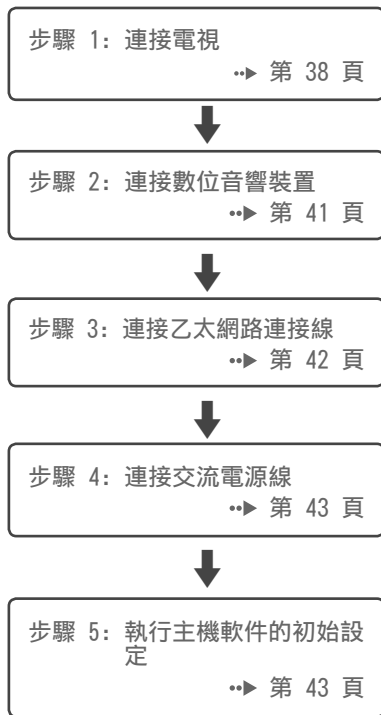 步驟 1: 連接電視
••▶ 第 38 頁
步驟 2: 連接數位音響裝置
••▶ 第 41 頁
步驟 3: 連接乙太網路連接線
••▶ 第 42 頁
步驟 4: 連接交流電源線
••▶ 第 43 頁
步驟 5: 執行主機軟件的初始設
定
••▶ 第 43 頁